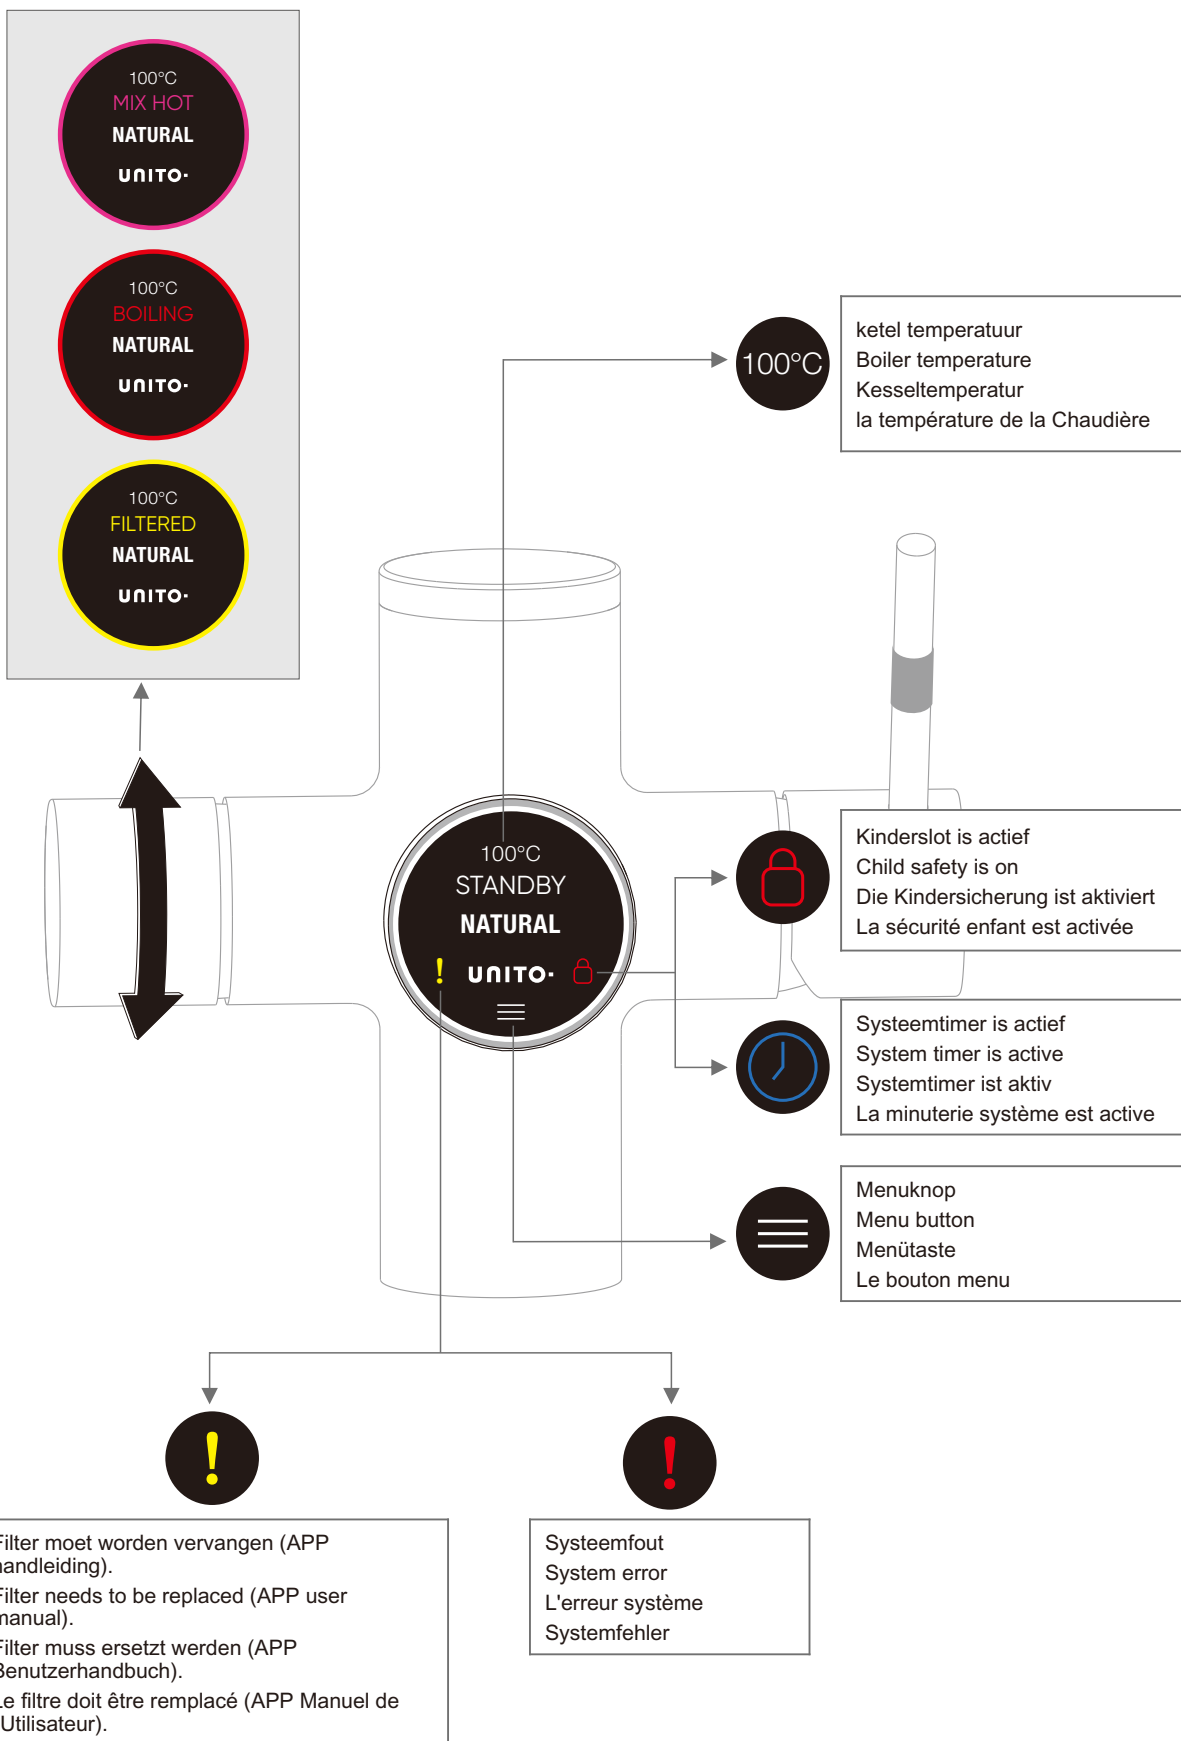 100°C
MIX HOT
NATURAL
UNITO·
100°C
BOILING
NATURAL
UNITO·
100°C
FILTERED
NATURAL
UNITO·
100°C
ketel temperatuur
Boiler temperature
Kesseltemperatur
la température de la Chaudière
100°C
STANDBY
NATURAL
! UNITO·
Kinderslot is actief
Child safety is on
Die Kindersicherung ist aktiviert
La sécurité enfant est activée
Systeemtimer is actief
System timer is active
Systemtimer ist aktiv
La minuterie système est active
Menuknop
Menu button
Menütaste
Le bouton menu
!
Filter moet worden vervangen (APP
handleiding).
Filter needs to be replaced (APP user
manual).
Filter muss ersetzt werden (APP
Benutzerhandbuch).
Le filtre doit être remplacé (APP Manuel de
Utilisateur).
!
Systeemfout
System error
L'erreur système
Systemfehler